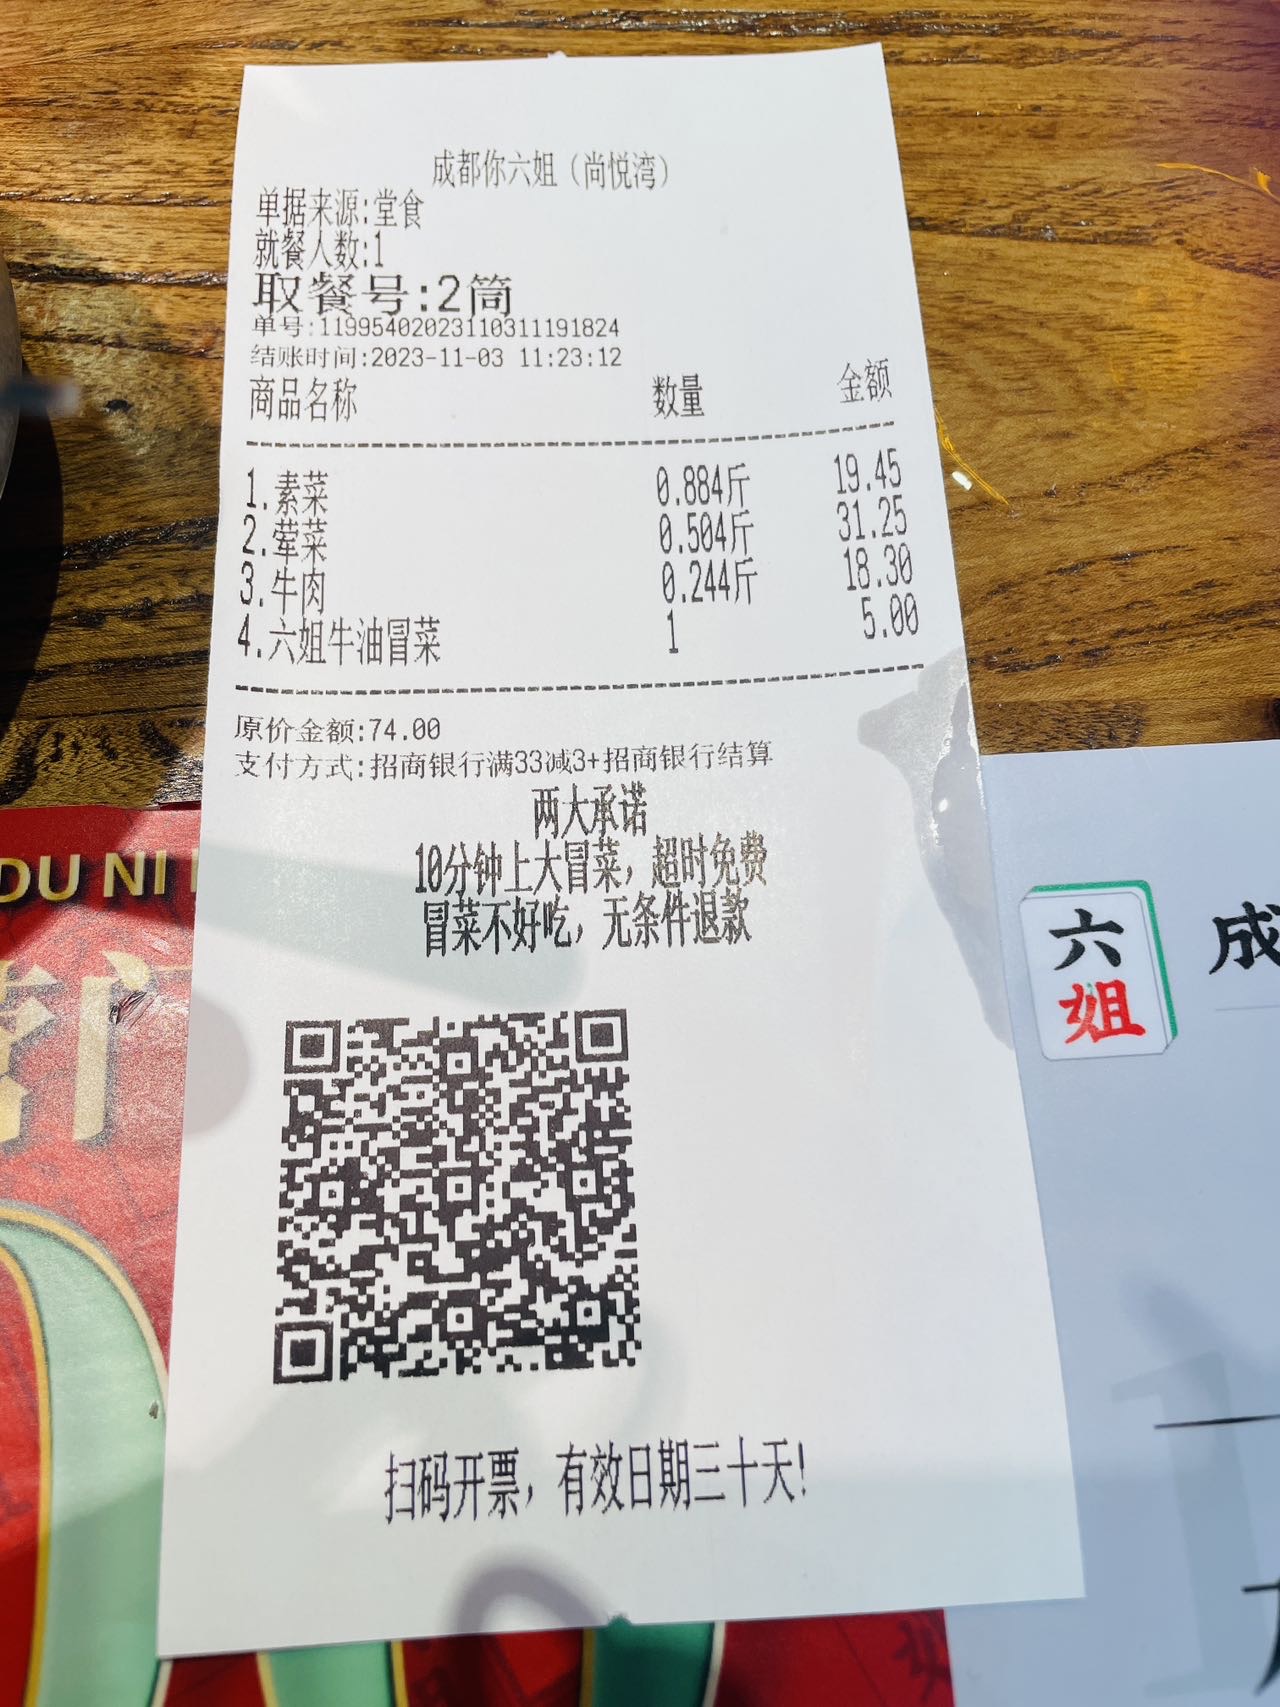 成都你六姐（尚悦湾）
单据来源:堂食
就餐人数:1
取餐号:2筒
单号:11995402023110311191824
结账时间:2023-11-03 11:23:12
商品名称 数量 金额
1.素菜 0.884斤 19.45
2.荤菜 0.504斤 31.25
3.牛肉 0.244斤 18.30
4.六姐牛油冒菜 1 5.00
原价金额:74.00
支付方式:招商银行满33减3+招商银行结算
两大承诺
10分钟上大冒菜，超时免费
冒菜不好吃，无条件退款
扫码开票，有效日期三十天!
DU NI
六姐
成